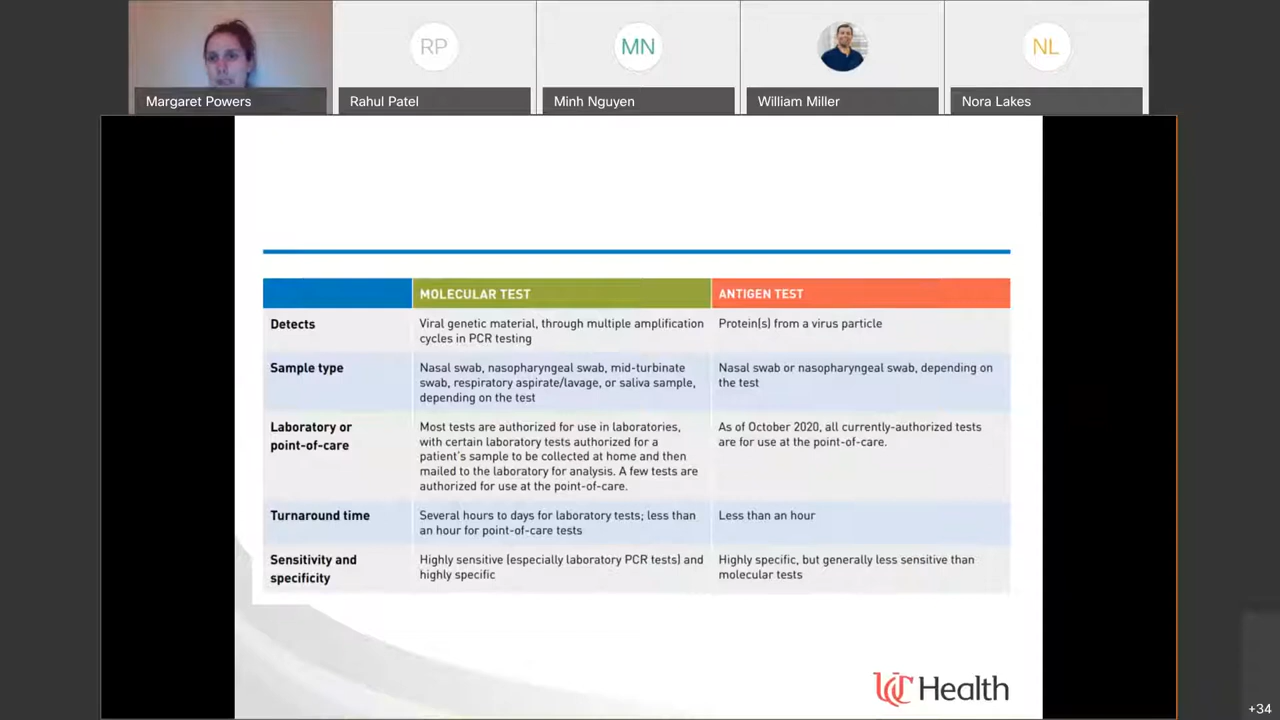 RP
MN
NL
Margaret Powers
Rahul Patel
Minh Nguyen
William Miller
Nora Lakes
MOLECULAR TEST
ANTIGEN TEST
Detects
Viral genetic material, through multiple amplification
cycles in PCR testing
Protein(s) from a virus particle
Sample type
Nasal swab, nasopharyngeal swab, mid-turbinate
swab, respiratory aspirate/lavage, or saliva sample,
depending on the test
Nasal swab or nasopharyngeal swab, depending on
the test
Laboratory or
point-of-care
Most tests are authorized for use in laboratories,
with certain laboratory tests authorized for a
patient's sample to be collected at home and then
mailed to the laboratory for analysis. A few tests are
authorized for use at the point-of-care.
As of October 2020, all currently-authorized tests
are for use at the point-of-care.
Turnaround time
Several hours to days for laboratory tests; less than
an hour for point-of-care tests
Less than an hour
Sensitivity and
specificity
Highly sensitive (especially laboratory PCR tests) and
highly specific
Highly specific, but generally less sensitive than
molecular tests
UC Health
+34